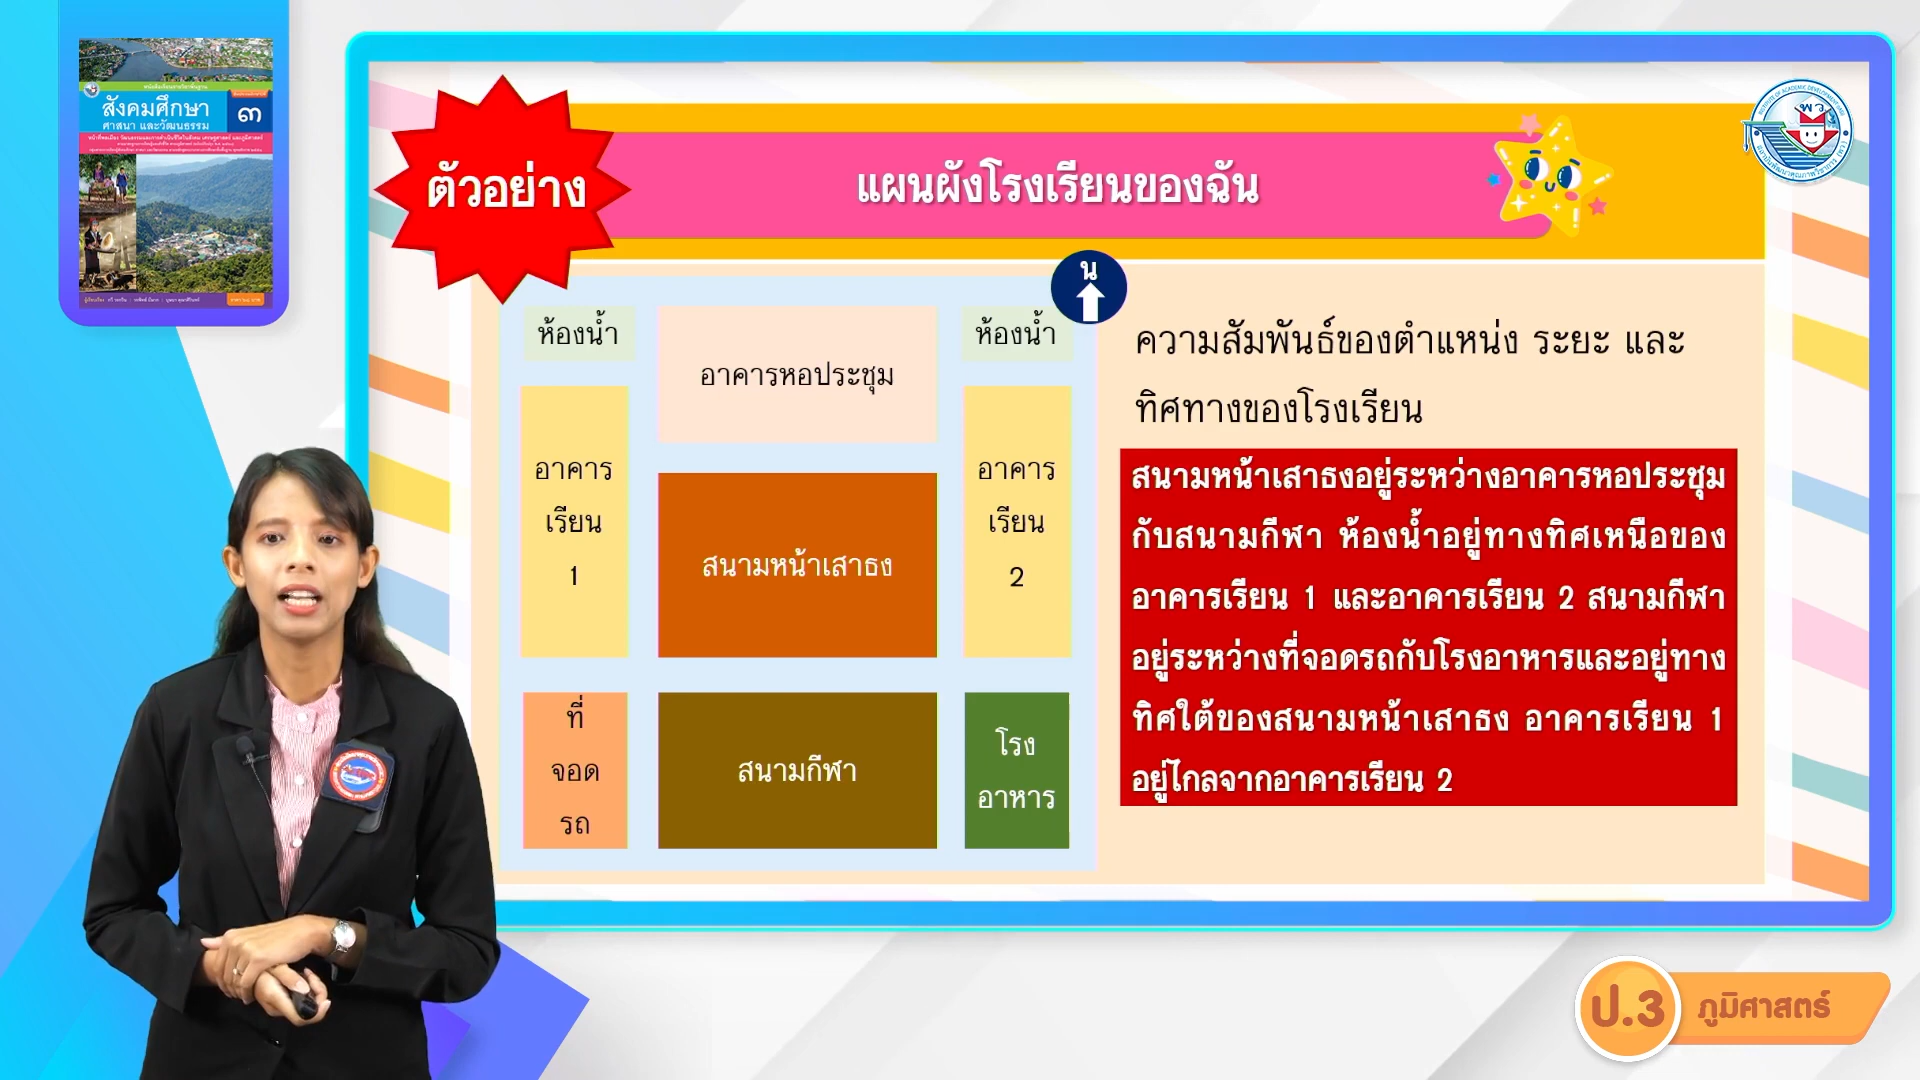 สังคมศึกษา
ศาสนา และวัฒนธรรม
๓
ตัวอย่าง
แผนผังโรงเรียนของฉัน
พว
น
ห้องน้ำ
อาคารหอประชุม
ห้องน้ำ
อาคาร
เรียน
1
สนามหน้าเสาธง
อาคาร
เรียน
2
ที่
จอด
รถ
สนามกีฬา
โรง
อาหาร
ความสัมพันธ์ของตำแหน่ง ระยะ และ
ทิศทางของโรงเรียน
สนามหน้าเสาธงอยู่ระหว่างอาคารหอประชุม
กับสนามกีฬา ห้องน้ำอยู่ทางทิศเหนือของ
อาคารเรียน 1 และอาคารเรียน 2 สนามกีฬา
อยู่ระหว่างที่จอดรถกับโรงอาหารและอยู่ทาง
ทิศใต้ของสนามหน้าเสาธง อาคารเรียน 1
อยู่ไกลจากอาคารเรียน 2
ป.3
ภูมิศาสตร์